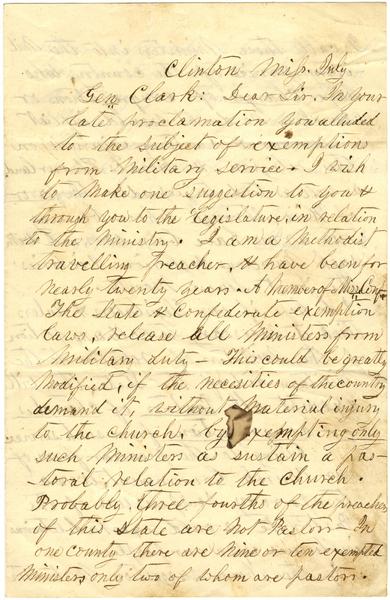 Clinton Miss. July
Gen Clark: Dear Sir. In your
late proclamation you alluded
to the subject of exemptions
from Military service. I wish
to make one suggestion to you &
through you to the Legislature, in relation
to the Ministry. I am a Methodist
travelling Preacher, & have been for
nearly twenty years. A member of
The State & Confederate exemption
laws, release all Ministers from
Military duty - This could be greatly
Modified, if the necessities of the country
demand it, without Material injury
to the church, by exempting only
such Ministers as sustain a pas-
toral relation to the Church.
Probably three fourths of the preachers
of this State are not Pastors. In
one county there are nine or ten exempted
Ministers only two of whom are pastors.